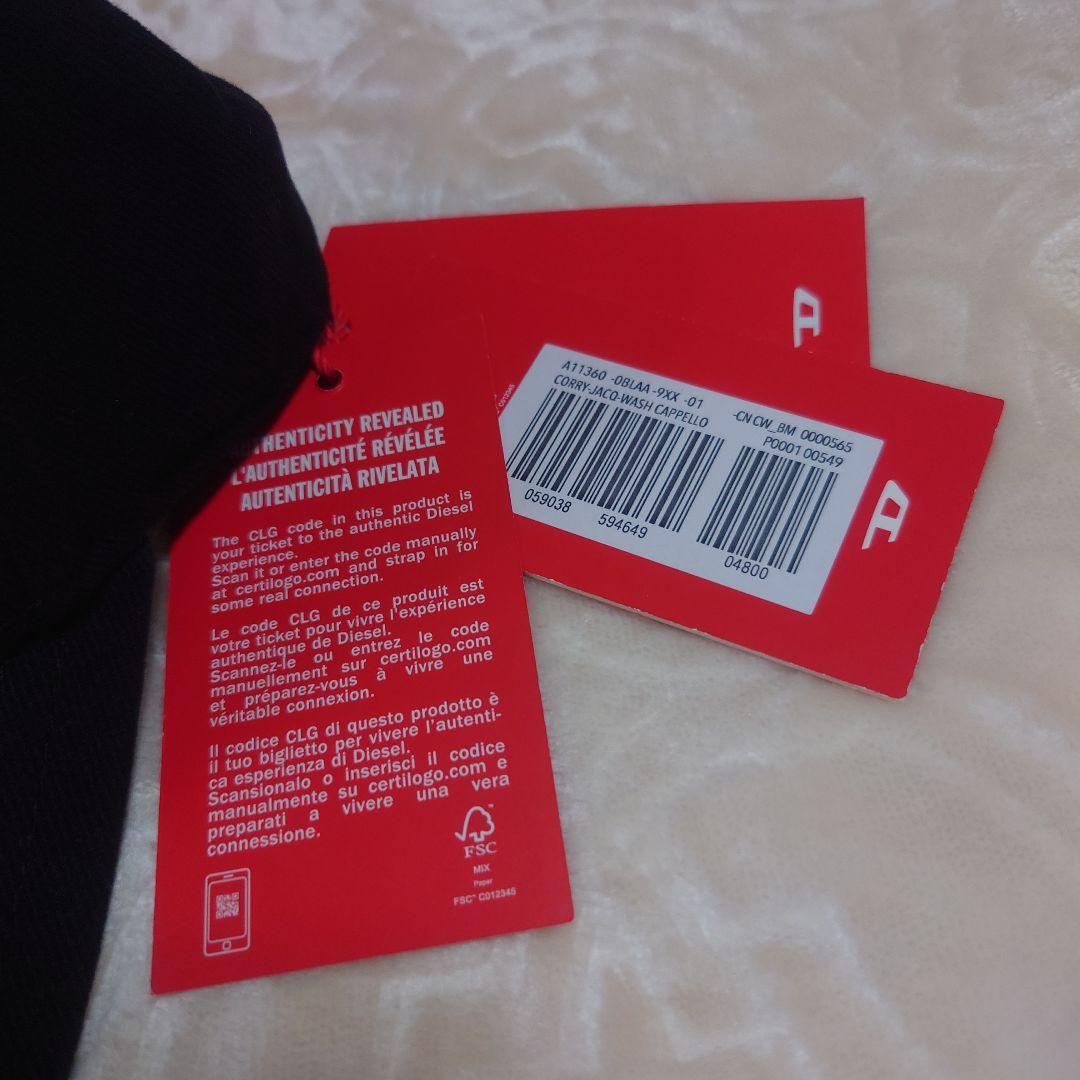 AUTHENTICITY REVEALED
L'AUTHENTICITÉ RÉVÉLÉE
AUTENTICITÀ RIVELATA
The CLG code in this product is
your ticket to the authentic Diesel
experience.
Scan it or enter the code manually
at certilogo.com and strap in for
some real connection.
Le code CLG de ce produit est
votre ticket pour vivre l'expérience
authentique de Diesel.
Scannez-le ou entrez le code
manuellement sur certilogo.com
et préparez-vous à vivre une
véritable connexion.
Il codice CLG di questo prodotto è
il tuo biglietto per vivere l'autenti-
ca esperienza di Diesel.
Scansionalo o inserisci il codice
manualmente su certilogo.com e
preparati a vivere una vera
connessione.
FSC
MIX
Paper
FSC™ C012345
A11360 -0BLAA -9XX -01 -CN CW_BM 0000565
CORRY-JACQ-WASH CAPPELLO P0001 00549
059038 594649 04800